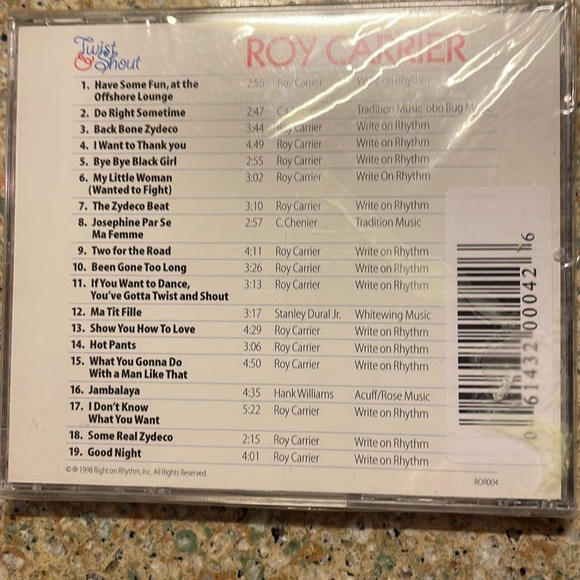 Twist & Shout ROY CARRIER
1. Have Some Fun, at the Offshore Lounge 2:58 Roy Carrier Write on Rhythm
2. Do Right Sometime 2:47 C.Chenier Tradition Music obo Bug
3. Back Bone Zydeco 3:44 Roy Carrier Write on Rhythm
4. I Want to Thank you 4.49 Roy Carrier Write on Rhythm
5. Bye Bye Black Girl 2:55 Roy Carrier Write on Rhythm
6. My Little Woman (Wanted to Fight) 3:02 Roy Carrier Write On Rhythm
7. The Zydeco Beat 3:10 Roy Carrier Write on Rhythm
8. Josephine Par Se Ma Femme 2:57 C.Chenier Tradition Music
9. Two for the Road 4:11 Roy Carrier Write on Rhythm
10. Been Gone Too Long 3:26 Roy Carrier Write on Rhythm
11. If You Want to Dance, You've Gotta Twist and Shout 3:13 Roy Carrier Write on Rhythm
12. Ma Tit Fille 3:17 Stanley Dural Jr. Whitewing Music
13. Show You How To Love 4:29 Roy Carrier Write on Rhythm
14. Hot Pants 3:06 Roy Carrier Write on Rhythm
15. What You Gonna Do With a Man Like That 4:50 Roy Carrier Write on Rhythm
16. Jambalaya 4:35 Hank Williams Acuff/Rose Music
17. I Don't Know What You Want 5:22 Roy Carrier Write on Rhythm
18. Some Real Zydeco 2:15 Roy Carrier Write on Rhythm
19. Good Night 4:01 Roy Carrier Write on Rhythm
© ℗ 1998 Right on Rhythm, Inc. All Rights Reserved. ROR004
0 61432 00042 6